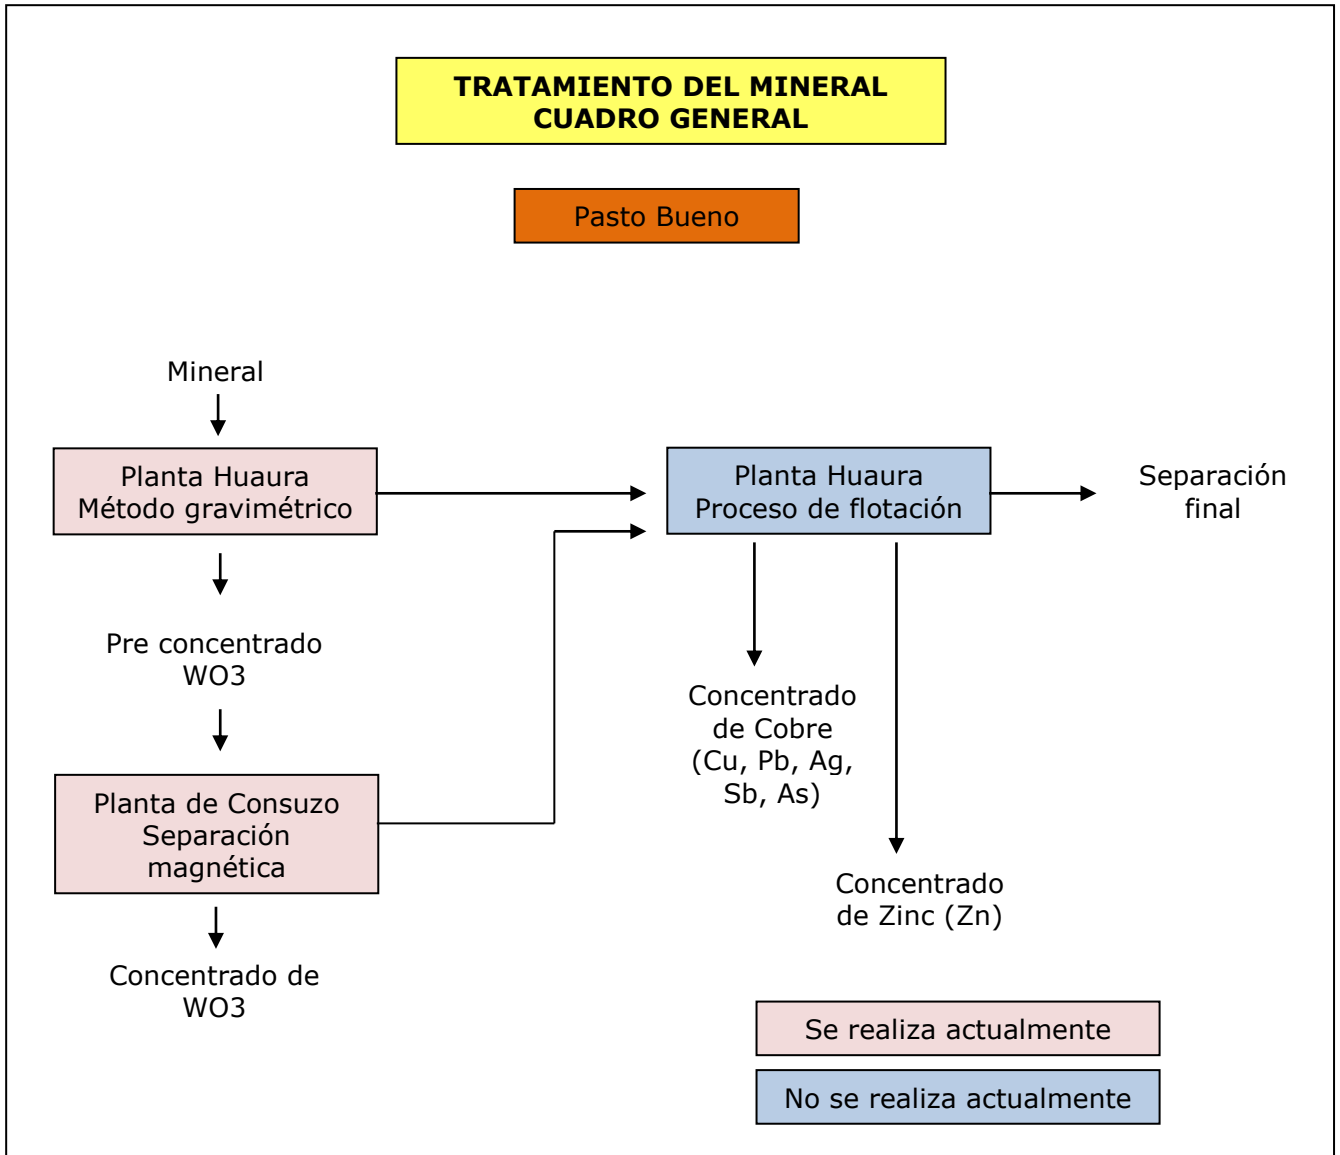 TRATAMIENTO DEL MINERAL
CUADRO GENERAL
Pasto Bueno
Mineral
Planta Huaura
Método gravimétrico
Pre concentrado
WO3
Planta de Consuzo
Separación
magnética
Concentrado de
WO3
Planta Huaura
Proceso de flotación
Separación
final
Concentrado
de Cobre
(Cu, Pb, Ag,
Sb, As)
Concentrado
de Zinc (Zn)
Se realiza actualmente
No se realiza actualmente